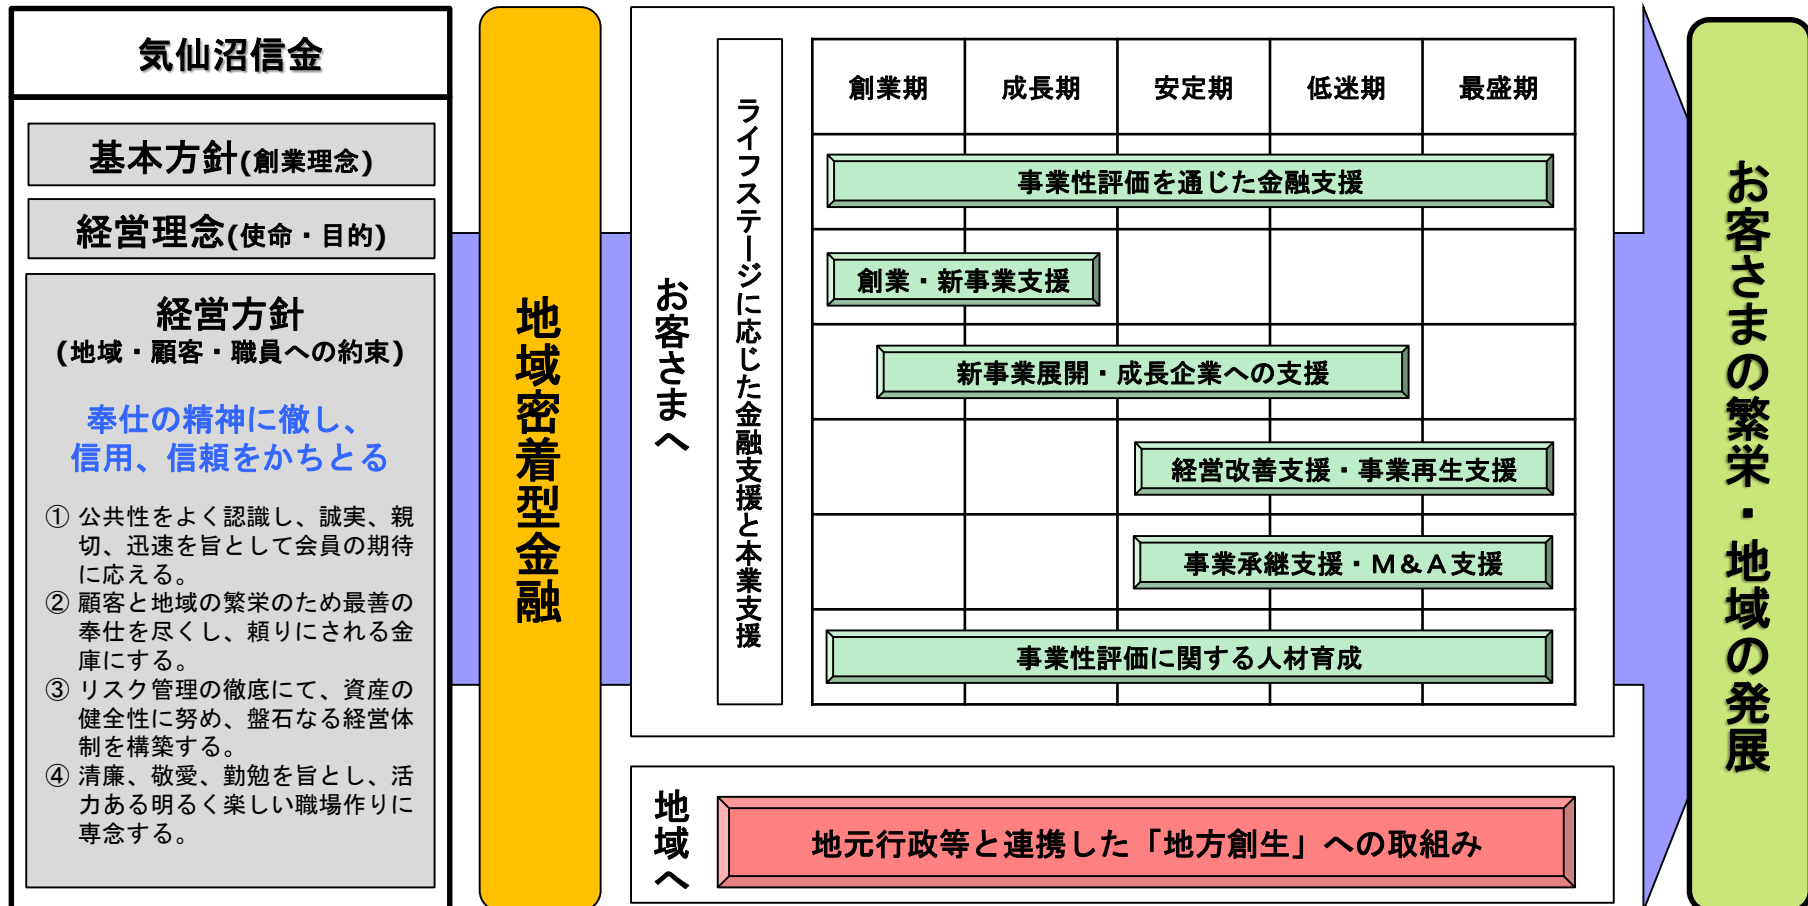 気仙沼信金
基本方針(創業理念)
経営理念(使命・目的)
経営方針
(地域・顧客・職員への約束)
奉仕の精神に徹し、
信用、信頼をかちとる
① 公共性をよく認識し、誠実、親
切、迅速を旨として会員の期待
に応える。
② 顧客と地域の繁栄のため最善の
奉仕を尽くし、頼りにされる金
庫にする。
③ リスク管理の徹底にて、資産の
健全性に努め、盤石なる経営体
制を構築する。
④ 清廉、敬愛、勤勉を旨とし、活
力ある明るく楽しい職場作りに
専念する。
地域密着型金融
お客さまへ
ライフステージに応じた金融支援と本業支援
創業期 成長期 安定期 低迷期 最盛期
事業性評価を通じた金融支援
創業・新事業支援
新事業展開・成長企業への支援
経営改善支援・事業再生支援
事業承継支援・M&A支援
事業性評価に関する人材育成
地域へ
地元行政等と連携した「地方創生」への取組み
お客さまの繁栄・地域の発展